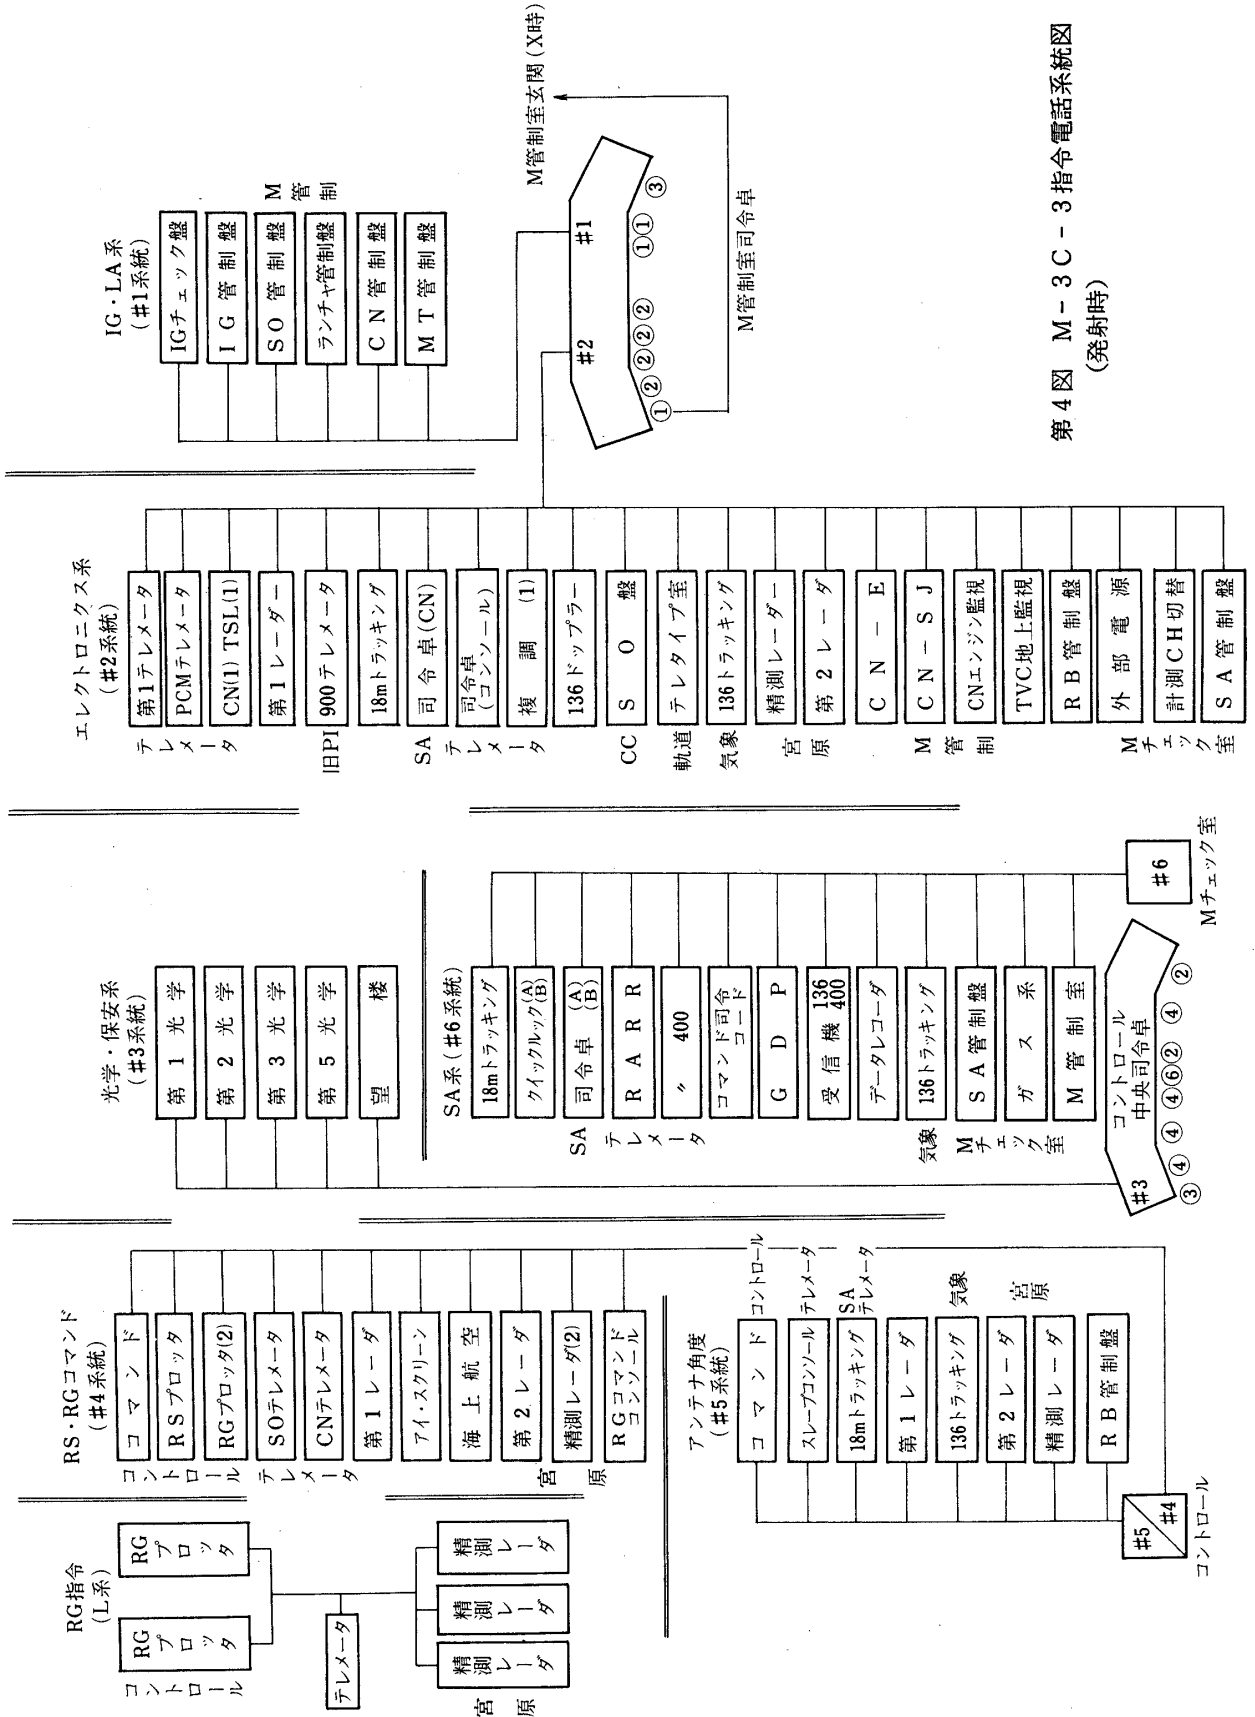 RG指令
(L系)
RGプロッタ
RGプロッタ
コントロール
テレメータ
精測レーダ
精測レーダ
精測レーダ
宮原
RS・RGコマンド
(#4系統)
コマンド
RSプロッタ
RGプロッタ(2)
コントロール
SOテレメータ
CNテレメータ
テレメータ
第1レーダ
アイ・スクリーン
海上航空
第2レーダ
精測レーダ(2)
宮原
RGコマンドコンソール
アンテナ角度
(#5系統)
コマンド
コントロール
スレーブコンソール
テレメータ
18mトラッキング
SAテレメータ
第1レーダ
136トラッキング
気象
第2レーダ
精測レーダ
宮原
RB管制盤
#5
#4
コントロール
光学・保安系
(#3系統)
第1光学
第2光学
第3光学
第5光学
望楼
SA系(#6系統)
18mトラッキング
クイックルック(A)(B)
司令卓(A)(B)
RARR
〃 400
コマンド司令コード
GDP
受信機136 400
データレコーダ
SAテレメータ
136トラッキング
気象
SA管制盤
ガス系
M管制室
Mチェック室
コントロール
中央司令卓
#3
③④④④⑥②④②
#6
Mチェック室
エレクトロニクス系
(#2系統)
第1テレメータ
PCMテレメータ
CN(1)TSL(1)
テレメータ
第1レーダー
900テレメータ
旧PI
18mトラッキング
司令卓(CN)
司令卓(コンソール)
複調(1)
136ドップラー
SAテレメータ
SO盤
CC
テレタイプ室
軌道
136トラッキング
気象
精測レーダー
第2レーダ
宮原
CN-E
CN-SJ
CNエンジン監視
TVC地上監視
RB管制盤
M管制
外部電源
計測CH切替
SA管制盤
Mチェック室
IG・LA系
(#1系統)
IGチェック盤
IG管制盤
SO管制盤
ランチャ管制盤
CN管制盤
MT管制盤
M管制
#2
#1
①②②②②①①③
M管制室司令卓
M管制室玄関(X時)
第4図 M-3C-3指令電話系統図
(発射時)